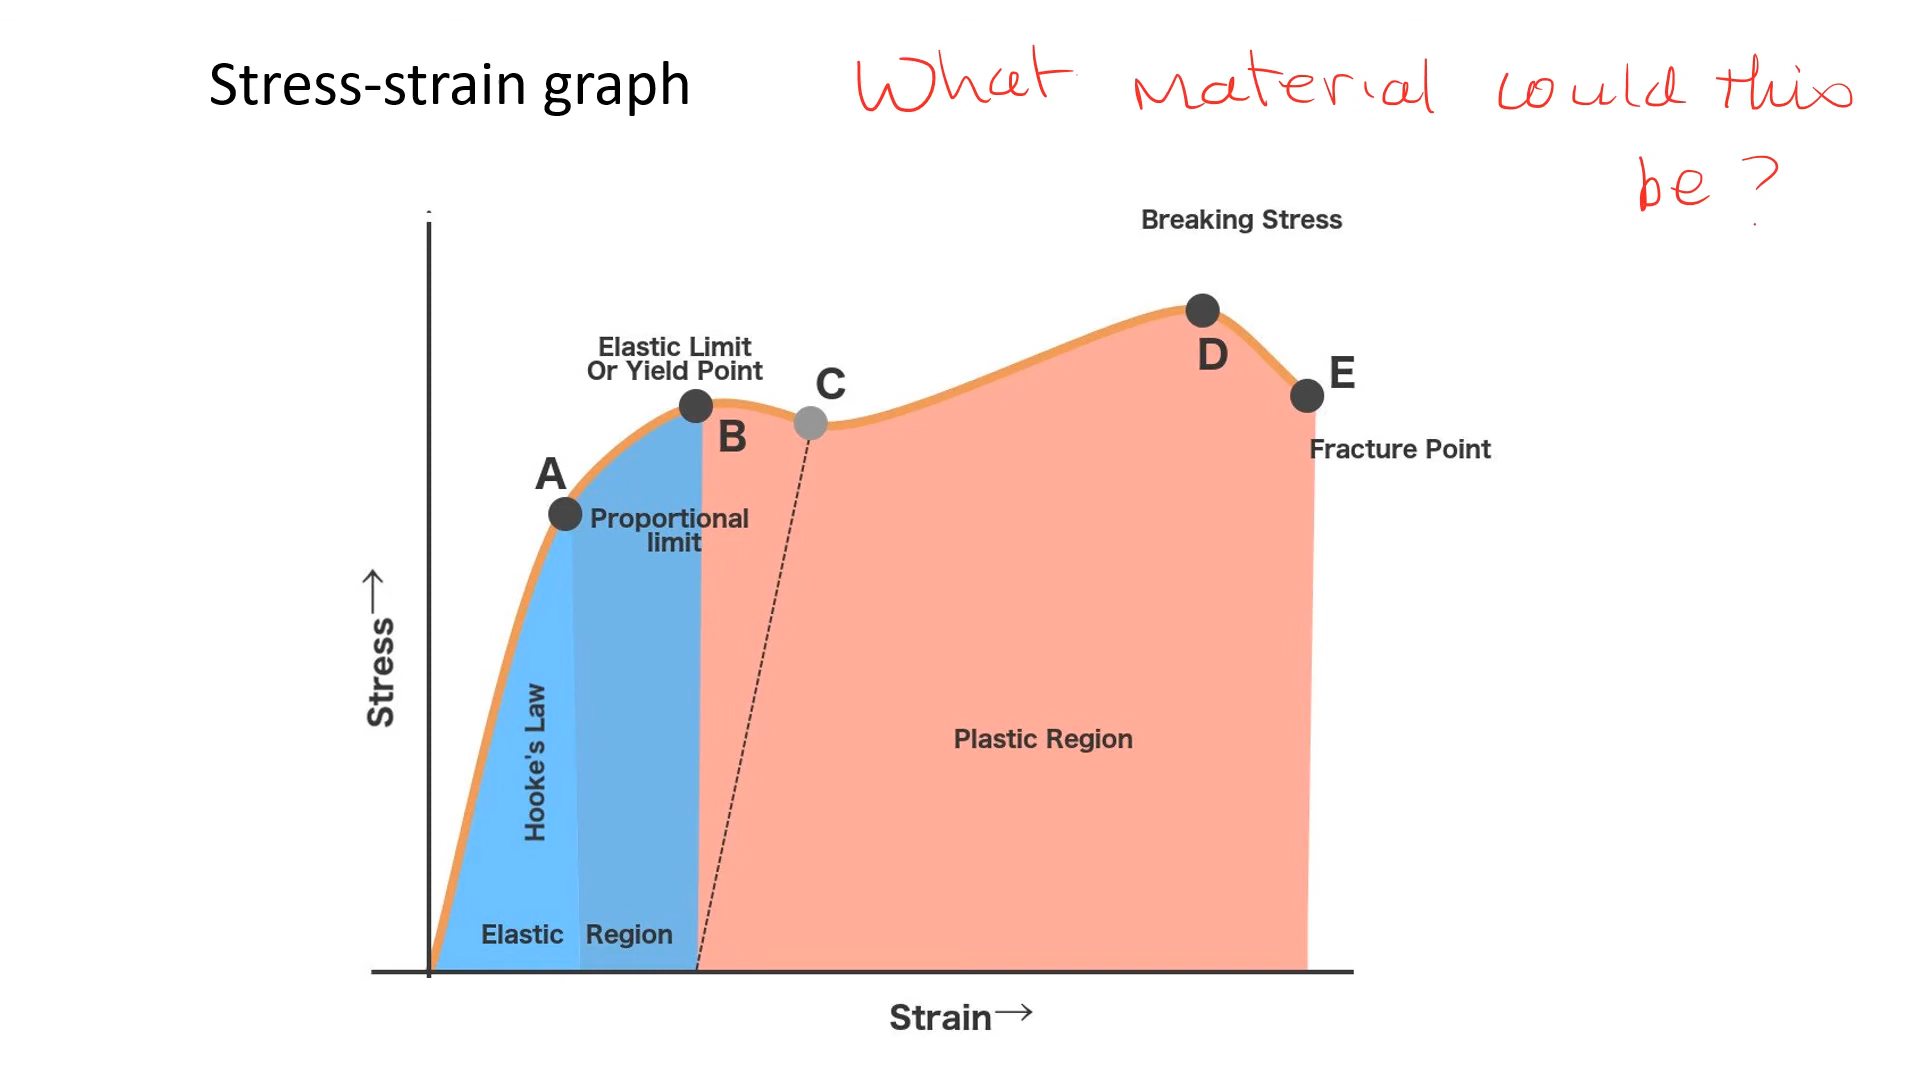 Stress-strain graph
What material could this
be?
Breaking Stress
Elastic Limit
Or Yield Point
C
D
E
B
A
Fracture Point
Proportional
limit
Stress→
Hooke's Law
Plastic Region
Elastic Region
Strain→